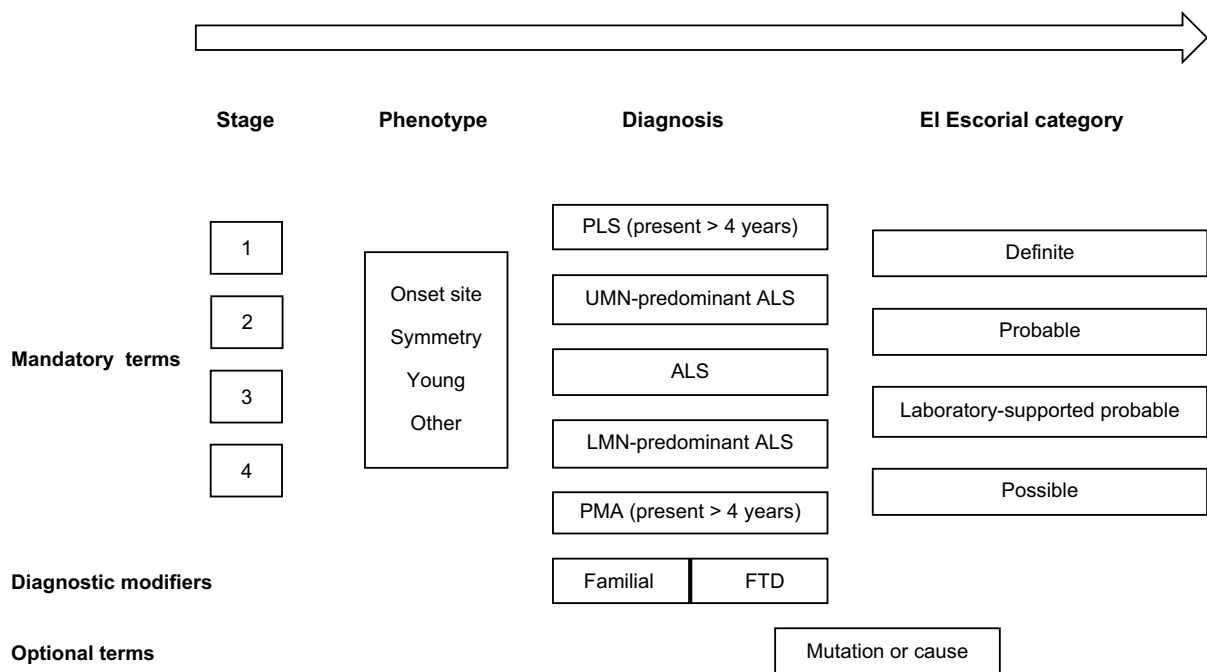 Stage Phenotype Diagnosis El Escorial category
Mandatory terms
1
2
3
4
Onset site
Symmetry
Young
Other
PLS (present > 4 years)
UMN-predominant ALS
ALS
LMN-predominant ALS
PMA (present > 4 years)
Definite
Probable
Laboratory-supported probable
Possible
Diagnostic modifiers
Familial FTD
Optional terms
Mutation or cause